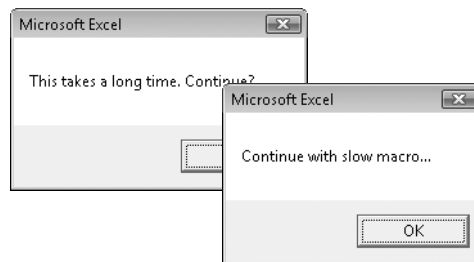 Microsoft Excel
This takes a long time. Continue?
Microsoft Excel
Continue with slow macro...
OK